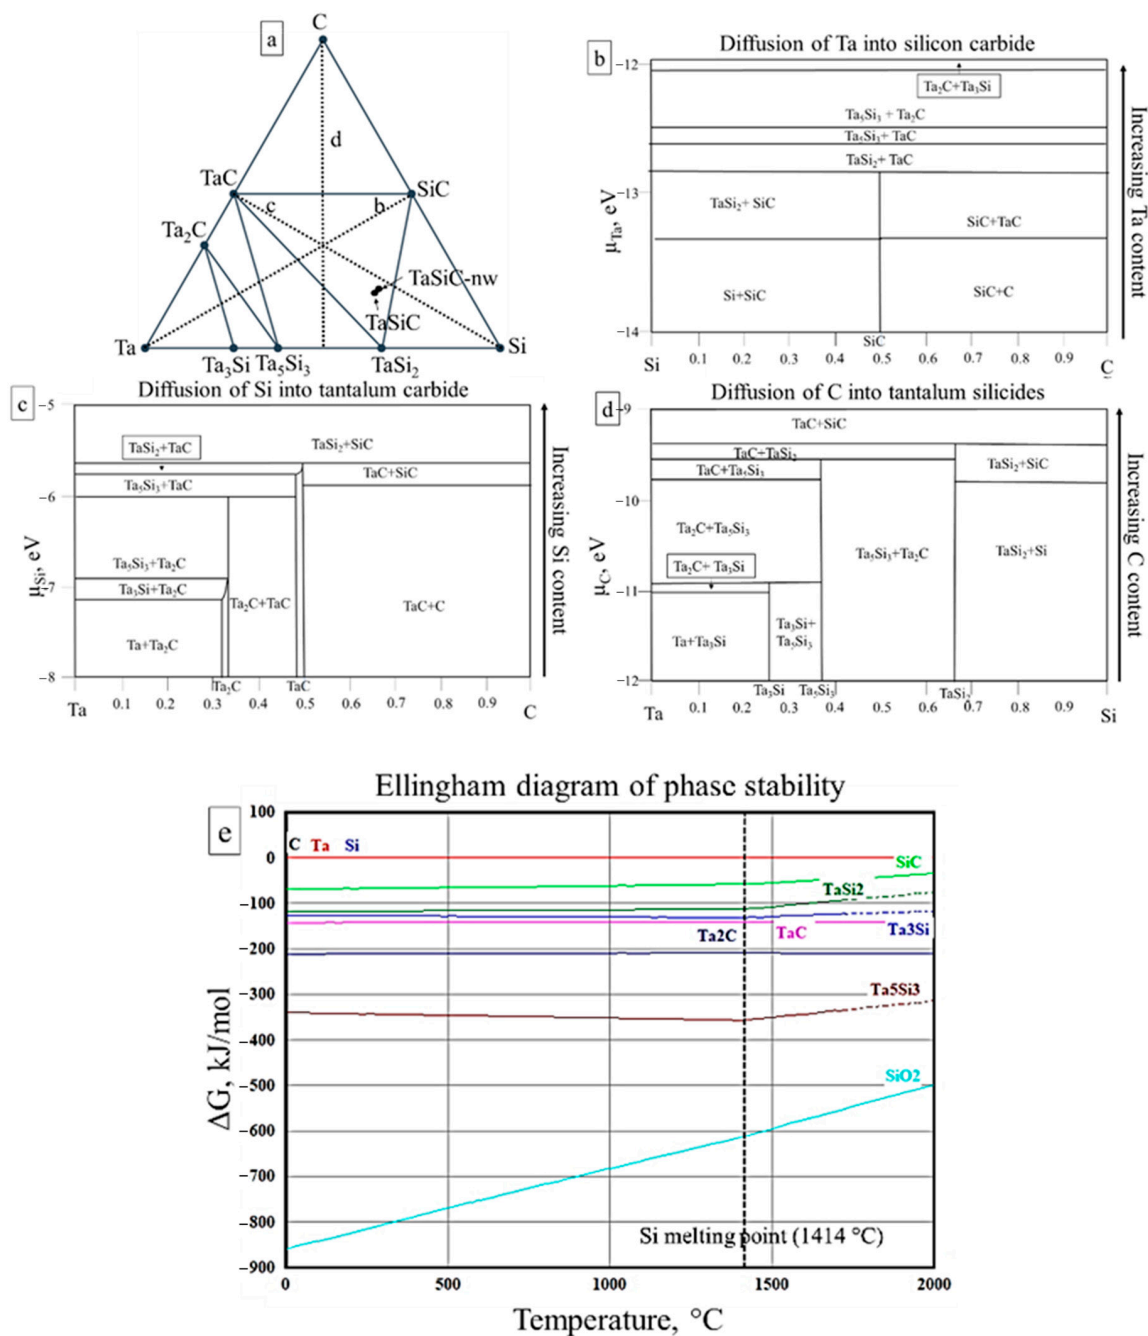 a
C
d
TaC
SiC
c
b
Ta₂C
TaSiC-nw
TaSiC
Ta
Si
Ta₃Si
Ta₅Si₃
TaSi₂
b
Diffusion of Ta into silicon carbide
−12
Ta₂C+Ta₃Si
Ta₅Si₃ + Ta₂C
Ta₅Si₃+ TaC
TaSi₂+ TaC
−13
TaSi₂+ SiC
SiC+TaC
Si+SiC
SiC+C
−14
μTa, eV
Increasing Ta content
SiC
Si
0.1
0.2
0.3
0.4
0.5
0.6
0.7
0.8
0.9
C
c
Diffusion of Si into tantalum carbide
−5
TaSi₂+TaC
TaSi₂+SiC
TaC+SiC
Ta₅Si₃+TaC
−6
Ta₅Si₃+Ta₂C
Ta₃Si+Ta₂C
Ta₂C+TaC
TaC+C
−7
Ta+Ta₂C
−8
μSi, eV
Increasing Si content
Ta₂C
TaC
Ta
0.1
0.2
0.3
0.4
0.5
0.6
0.7
0.8
0.9
C
d
Diffusion of C into tantalum silicides
−9
TaC+SiC
TaC+TaSi₂
TaC+Ta₅Si₃
TaSi₂+SiC
−10
Ta₂C+Ta₅Si₃
Ta₂C+ Ta₃Si
Ta₅Si₃+Ta₂C
TaSi₂+Si
−11
Ta+Ta₃Si
Ta₃Si+
Ta₅Si₃
−12
μC, eV
Increasing C content
Ta₃Si
Ta₅Si₃
TaSi₂
Ta
0.1
0.2
0.3
0.4
0.5
0.6
0.7
0.8
0.9
Si
Ellingham diagram of phase stability
e
100
C Ta Si
0
SiC
TaSi2
−100
Ta2C
TaC
Ta3Si
−200
Ta5Si3
−300
−400
SiO2
−500
−600
−700
Si melting point (1414 °C)
−800
−900
ΔG, kJ/mol
0
500
1000
1500
2000
Temperature, °C